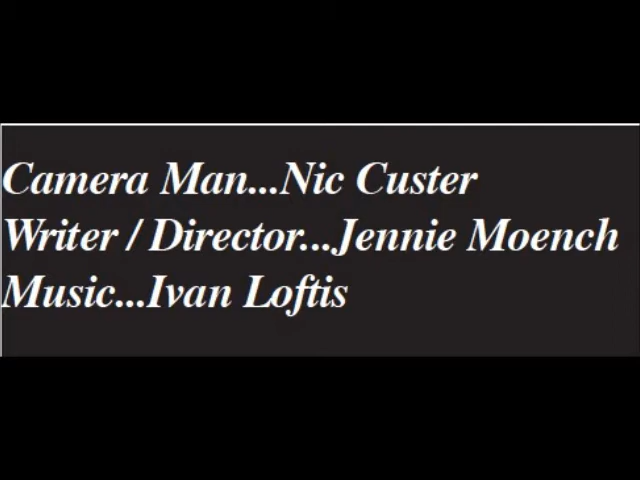 Camera Man...Nic Custer
Writer / Director...Jennie Moench
Music...Ivan Loftis